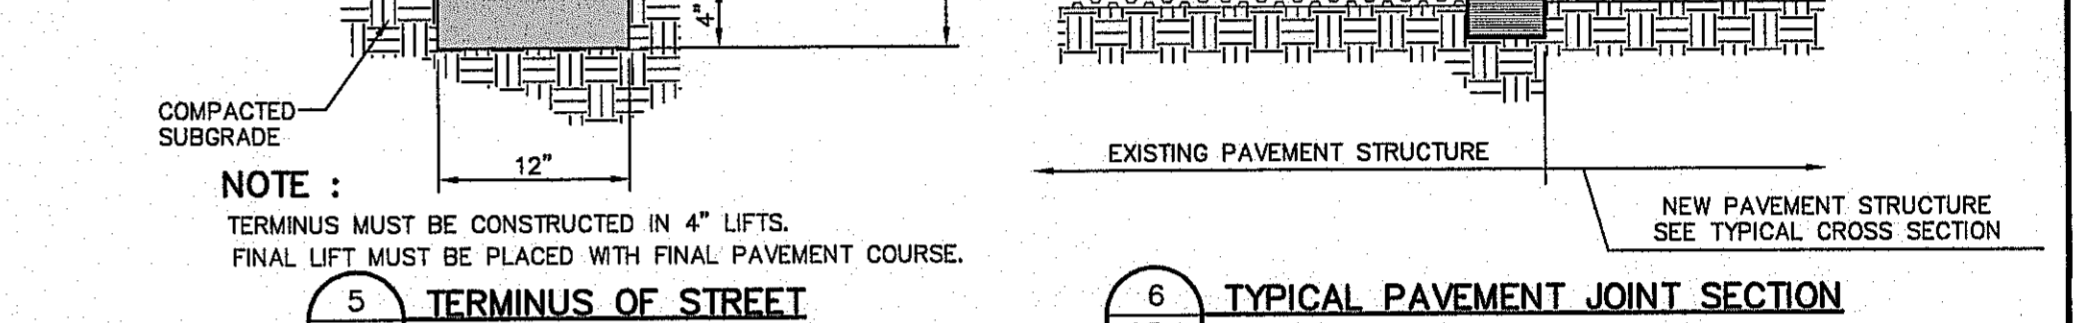 4"
COMPACTED
SUBGRADE
12"
NOTE :
TERMINUS MUST BE CONSTRUCTED IN 4" LIFTS.
FINAL LIFT MUST BE PLACED WITH FINAL PAVEMENT COURSE.
5 TERMINUS OF STREET
EXISTING PAVEMENT STRUCTURE
NEW PAVEMENT STRUCTURE
SEE TYPICAL CROSS SECTION
6 TYPICAL PAVEMENT JOINT SECTION